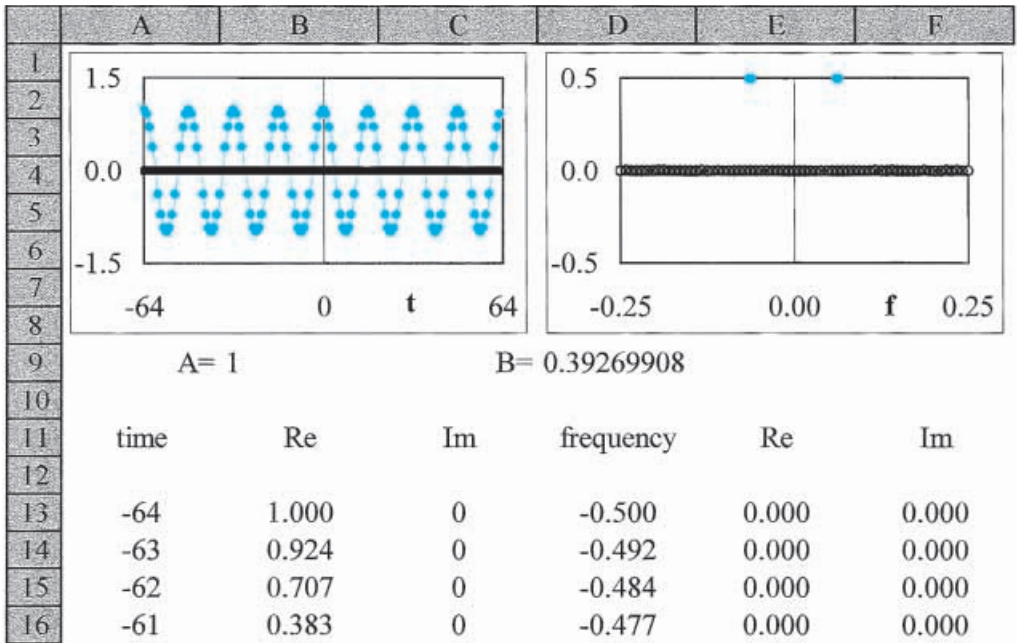 A B C D E F
1
2
3
4
5
6
7
8
9
10
11
12
13
14
15
16
1.5
0.0
-1.5
-64 0 t 64
0.5
0.0
-0.5
-0.25 0.00 f 0.25
A= 1 B= 0.39269908
time Re Im frequency Re Im
-64 1.000 0 -0.500 0.000 0.000
-63 0.924 0 -0.492 0.000 0.000
-62 0.707 0 -0.484 0.000 0.000
-61 0.383 0 -0.477 0.000 0.000